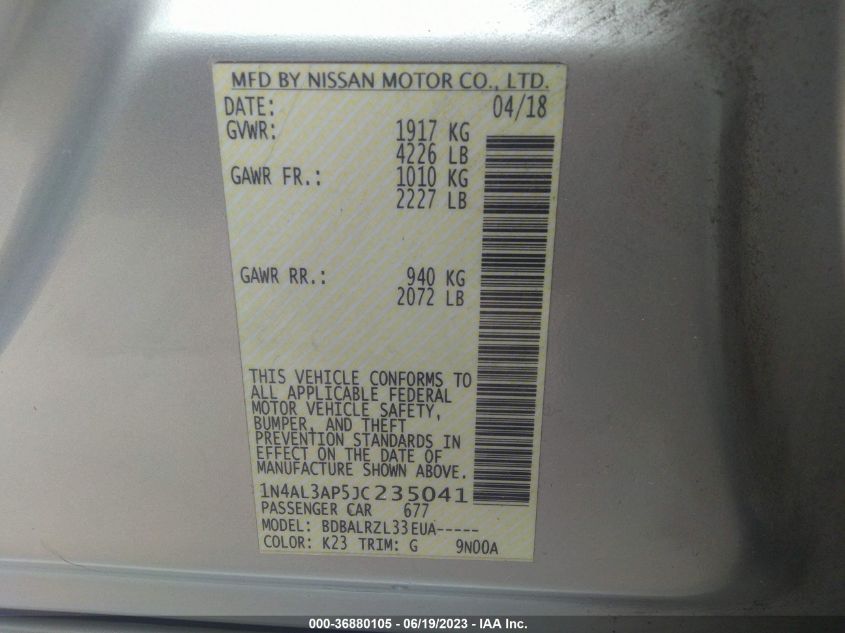 MFD BY NISSAN MOTOR CO., LTD.
DATE: 04/18
GVWR: 1917 KG
4226 LB
GAWR FR.: 1010 KG
2227 LB
GAWR RR.: 940 KG
2072 LB
THIS VEHICLE CONFORMS TO
ALL APPLICABLE FEDERAL
MOTOR VEHICLE SAFETY,
BUMPER, AND THEFT
PREVENTION STANDARDS IN
EFFECT ON THE DATE OF
MANUFACTURE SHOWN ABOVE.
1N4AL3AP5JC235041
PASSENGER CAR 677
MODEL: BDBALRZL33EUA-----
COLOR: K23 TRIM: G 9N00A
000-36880105 - 06/19/2023 - IAA Inc.